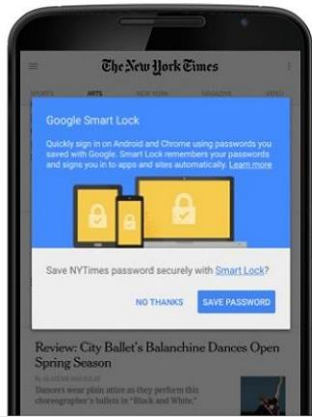 The New York Times
SPORTS ARTS NEW YORK MAGAZINE VIDEO
Google Smart Lock
Quickly sign in on Android and Chrome using passwords you
saved with Google. Smart Lock remembers your passwords
and signs you in to apps and sites automatically. Learn more
Save NYTimes password securely with Smart Lock?
NO THANKS SAVE PASSWORD
Review: City Ballet's Balanchine Dances Open
Spring Season
Dancers wear plain attire as they perform this
choreographer's ballets in "Black and White,"